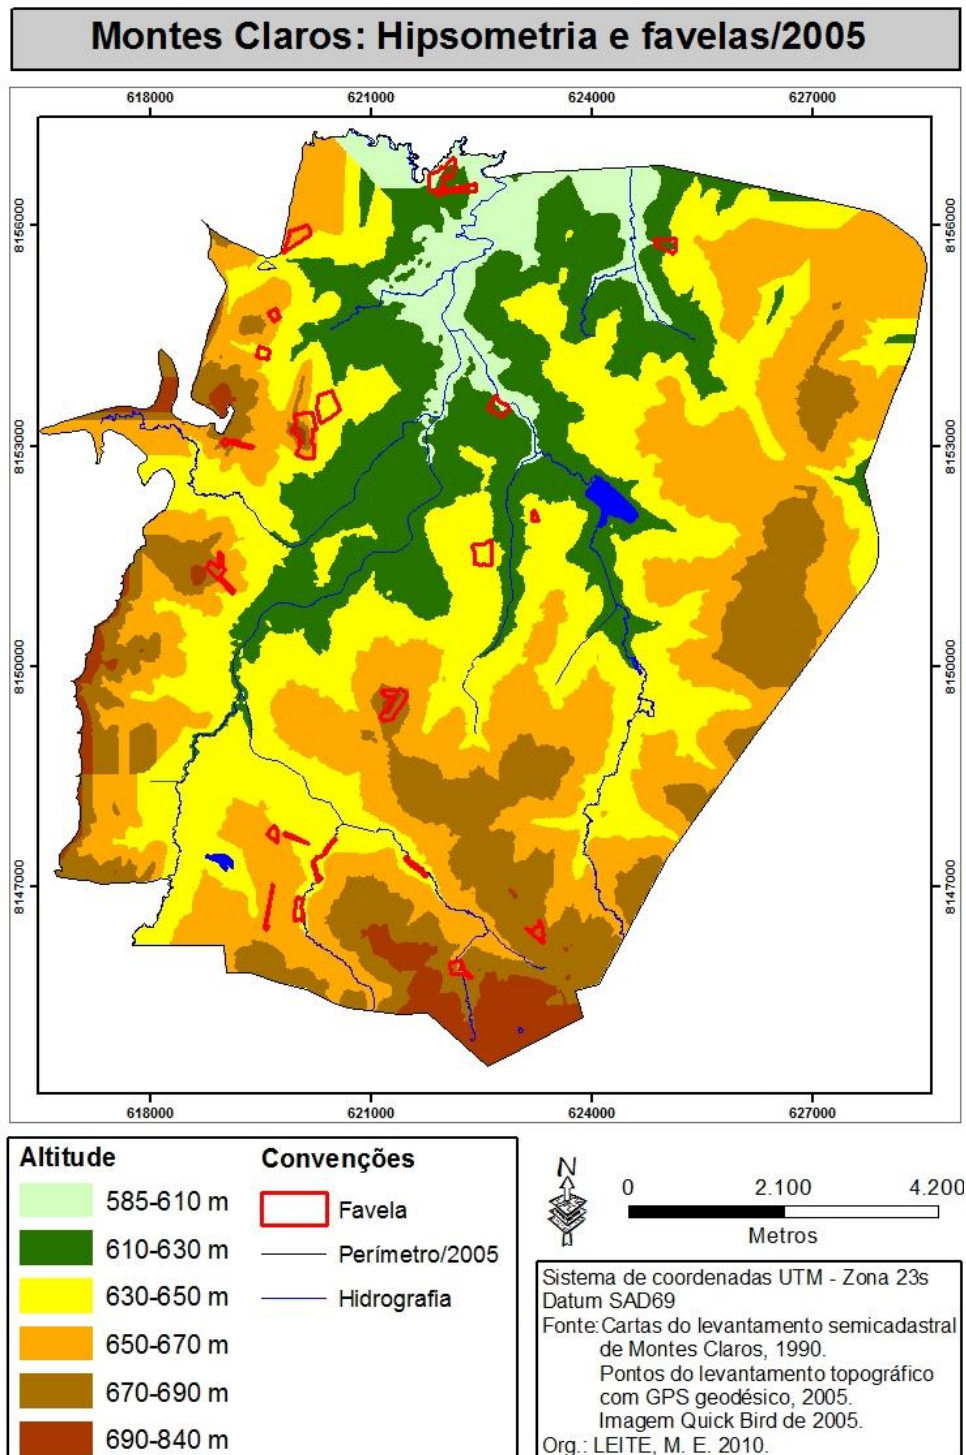 Montes Claros: Hipsometria e favelas/2005
618000 621000 624000 627000
8156000 8156000
8153000 8153000
8150000 8150000
8147000 8147000
618000 621000 624000 627000
Altitude
585-610 m
610-630 m
630-650 m
650-670 m
670-690 m
690-840 m
Convenções
Favela
Perímetro/2005
Hidrografia
N
0 2.100 4.200
Metros
Sistema de coordenadas UTM - Zona 23s
Datum SAD69
Fonte: Cartas do levantamento semicadastral
de Montes Claros, 1990.
Pontos do levantamento topográfico
com GPS geodésico, 2005.
Imagem Quick Bird de 2005.
Org.: LEITE, M. E. 2010.